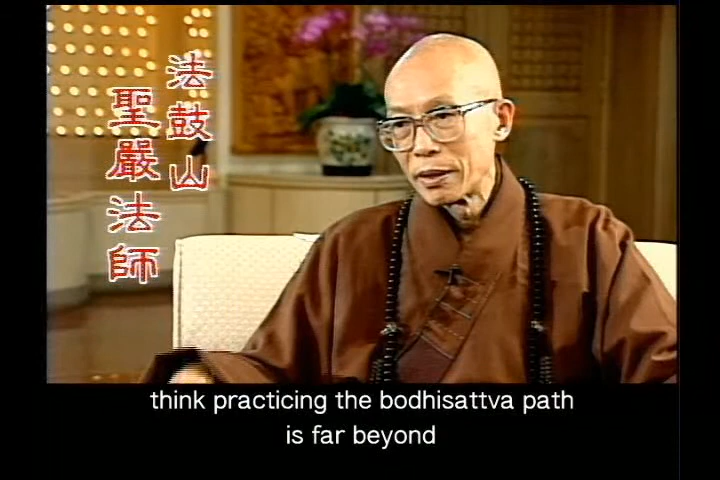 法鼓山
聖嚴法師
think practicing the bodhisattva path
is far beyond